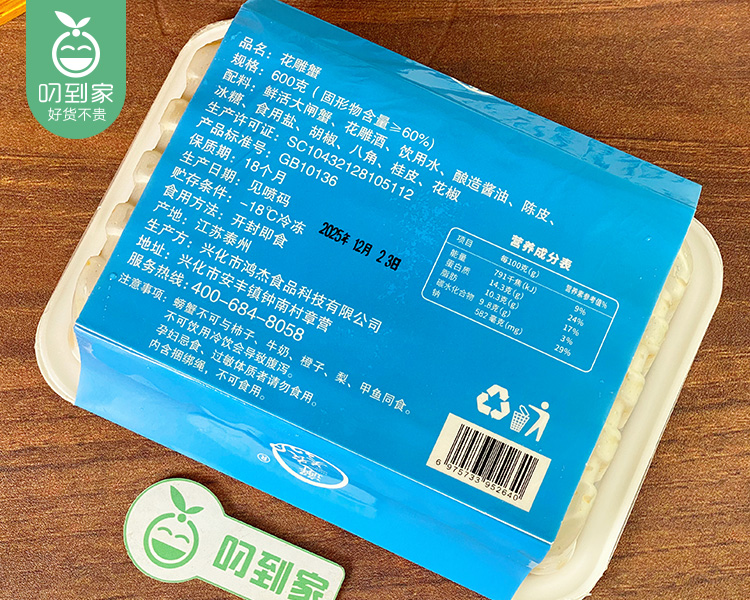 叨到家
好货不贵
品名：花雕蟹
规格：600克（固形物含量≥60%）
配料：鲜活大闸蟹、花雕酒、饮用水、酿造酱油、陈皮、
冰糖、食用盐、胡椒、八角、桂皮、花椒
生产许可证：SC10432128105112
产品标准号：GB10136
保质期：18个月
生产日期：见喷码
贮存条件：-18℃冷冻
食用方法：开封即食
产地：江苏泰州
生产方：兴化市鸿杰食品科技有限公司
地址：兴化市安丰镇钟南村章营
服务热线：400-684-8058
注意事项：螃蟹不可与柿子、牛奶、橙子、梨、甲鱼同食。
不可饮用冷饮会导致腹泻。
孕妇忌食、过敏体质者请勿食用。
内含捆绑绳，不可食用。
2025年12月23日
营养成分表
项目 每100克(g) 营养素参考值%
能量 791千焦(kJ) 9%
蛋白质 14.3克(g) 24%
脂肪 10.3克(g) 17%
碳水化合物 9.8克(g) 3%
钠 582毫克(mg) 29%
6 975733 952640
®
叨到家